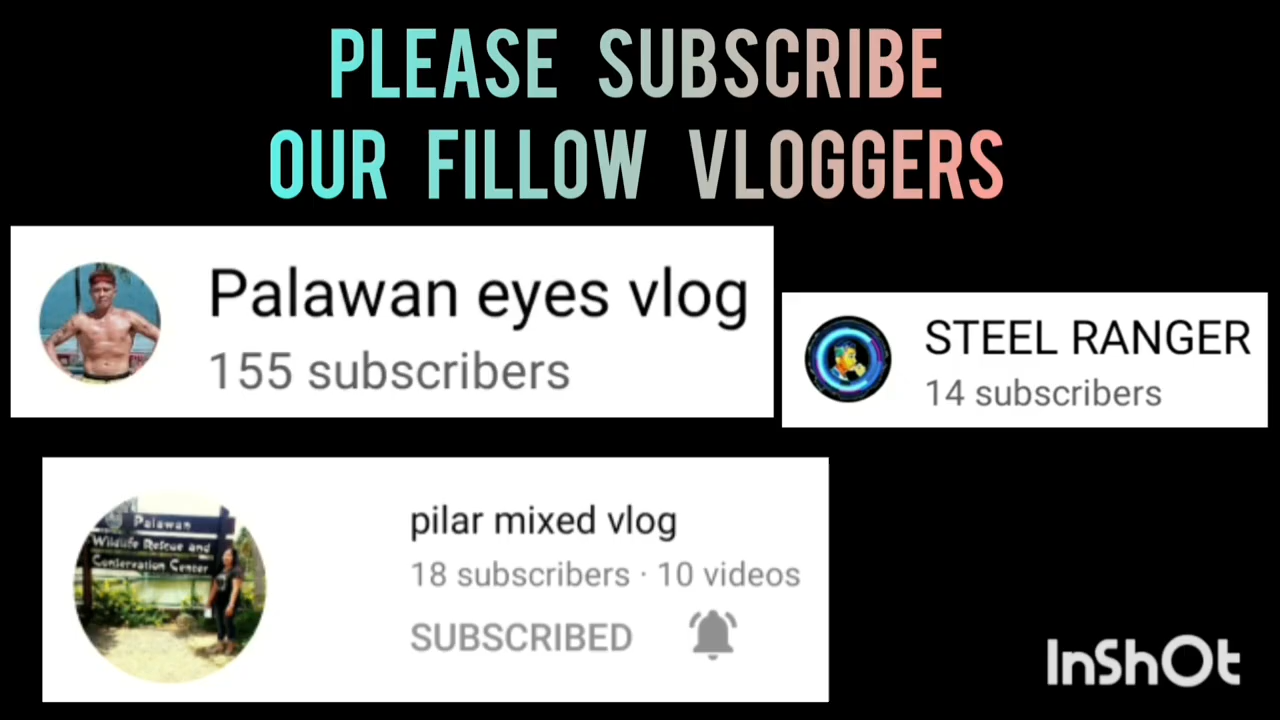 PLEASE SUBSCRIBE
OUR FILLOW VLOGGERS
Palawan eyes vlog
155 subscribers
STEEL RANGER
14 subscribers
Palawan
Wildlife Rescue and
Conservation Center
pilar mixed vlog
18 subscribers · 10 videos
SUBSCRIBED
InShOt